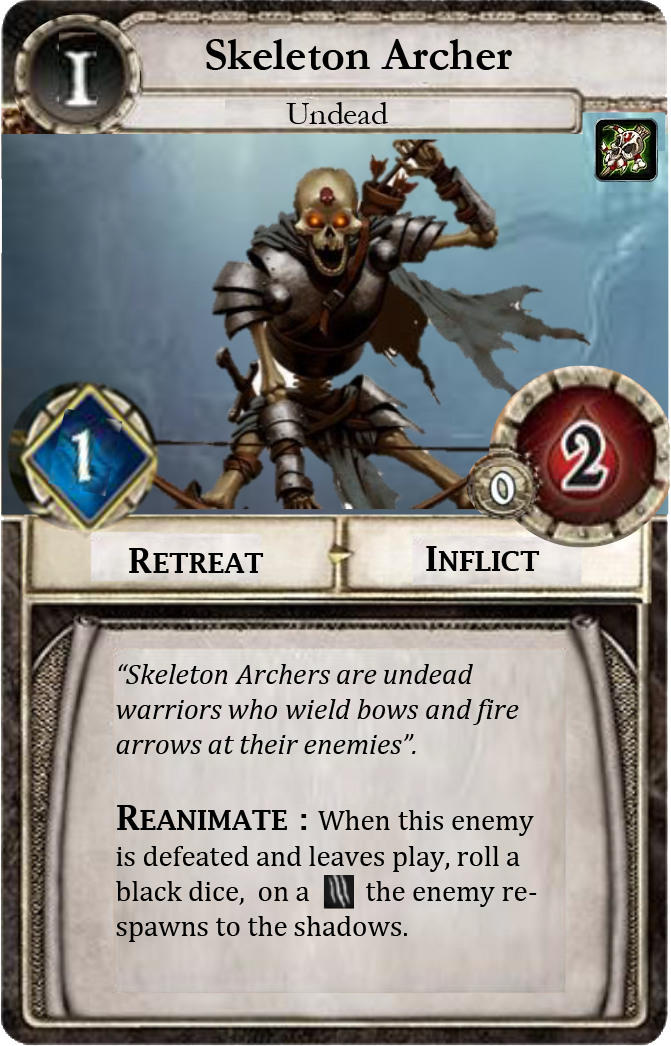 1
Skeleton Archer
Undead
1
0
2
RETREAT
INFLICT
“Skeleton Archers are undead
warriors who wield bows and fire
arrows at their enemies”.
REANIMATE : When this enemy
is defeated and leaves play, roll a
black dice, on a the enemy re-
spawns to the shadows.